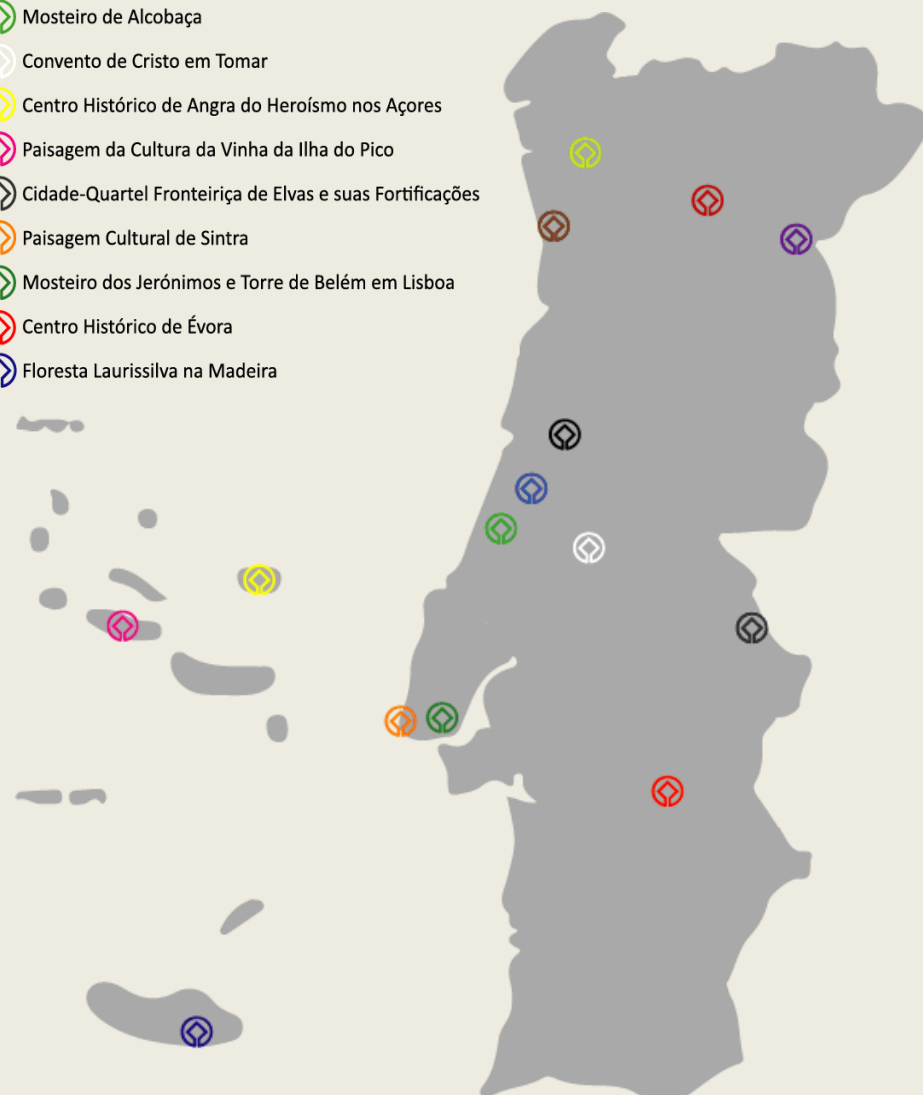 Mosteiro de Alcobaça
Convento de Cristo em Tomar
Centro Histórico de Angra do Heroísmo nos Açores
Paisagem da Cultura da Vinha da Ilha do Pico
Cidade-Quartel Fronteiriça de Elvas e suas Fortificações
Paisagem Cultural de Sintra
Mosteiro dos Jerónimos e Torre de Belém em Lisboa
Centro Histórico de Évora
Floresta Laurissilva na Madeira